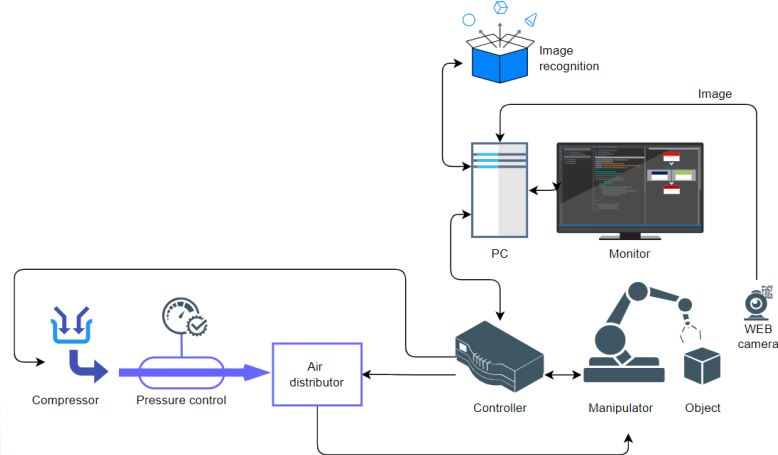 Image
recognition
Image
PC
Monitor
WEB
camera
Air
distributor
Compressor
Pressure control
Controller
Manipulator
Object